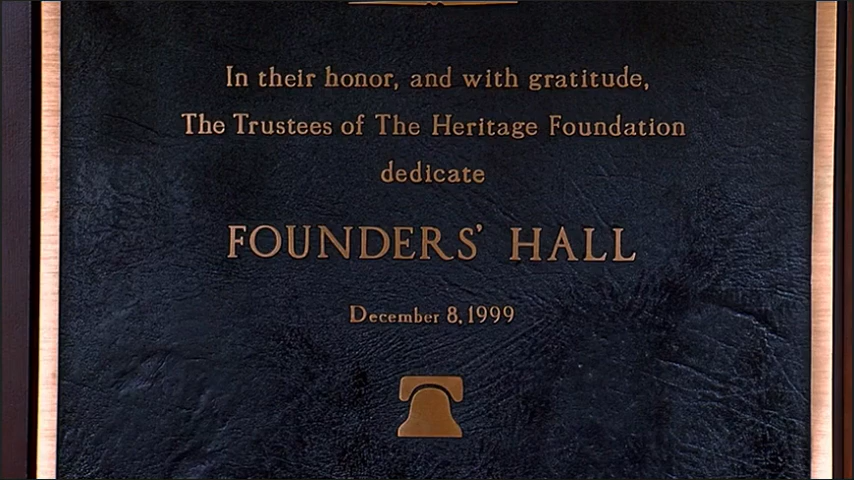 In their honor, and with gratitude,
The Trustees of The Heritage Foundation
dedicate
FOUNDERS' HALL
December 8, 1999